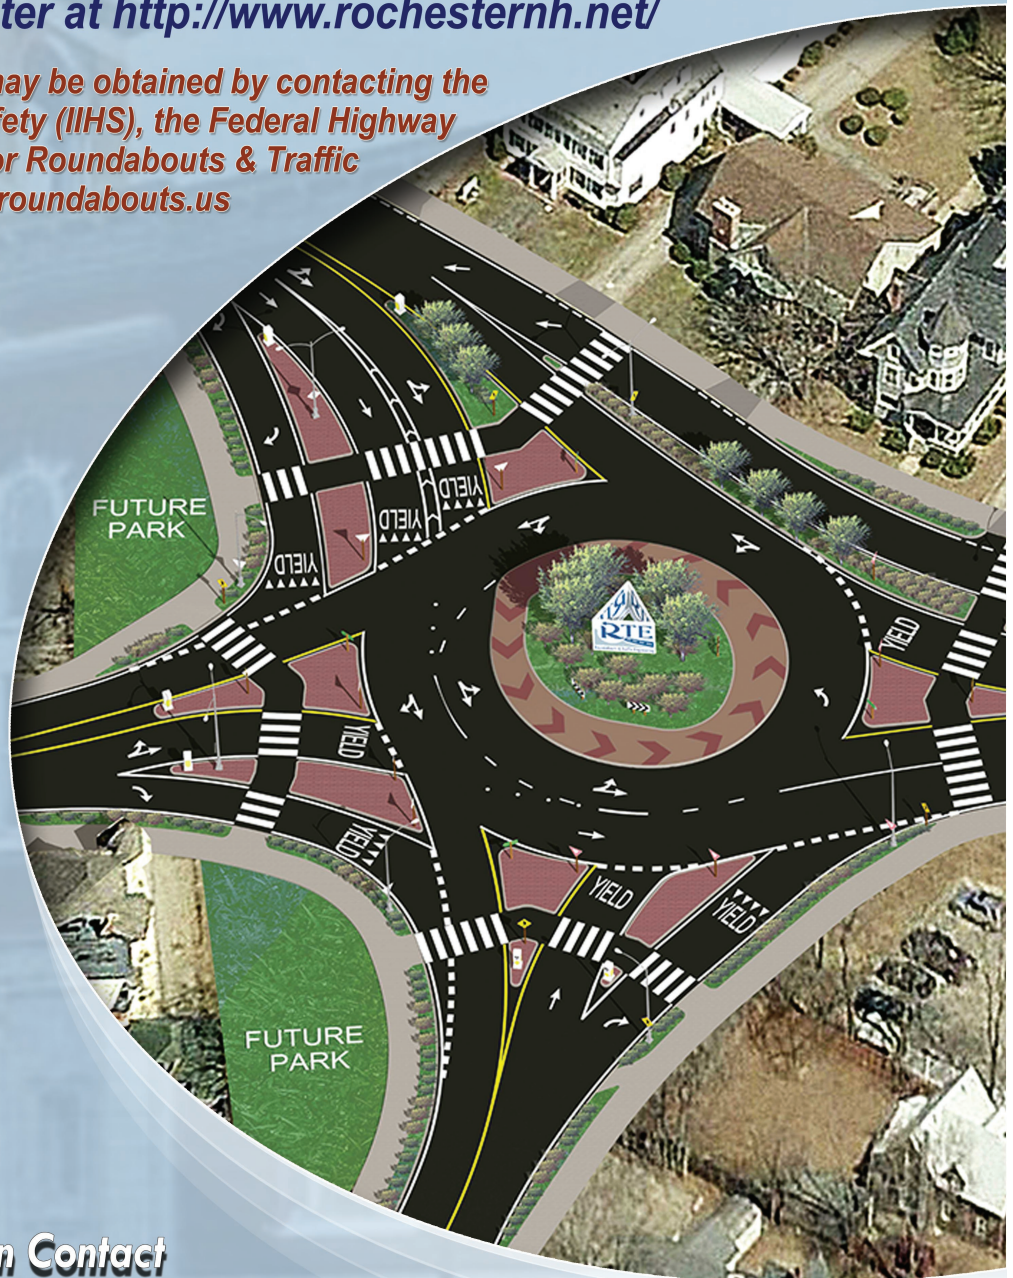 ter at http://www.rochesternh.net/
may be obtained by contacting the
fety (IIHS), the Federal Highway
or Roundabouts & Traffic
roundabouts.us
FUTURE
PARK
YIELD
YIELD
YIELD
RTE
YIELD
YIELD
YIELD
YIELD
YIELD
FUTURE
PARK
n Contact